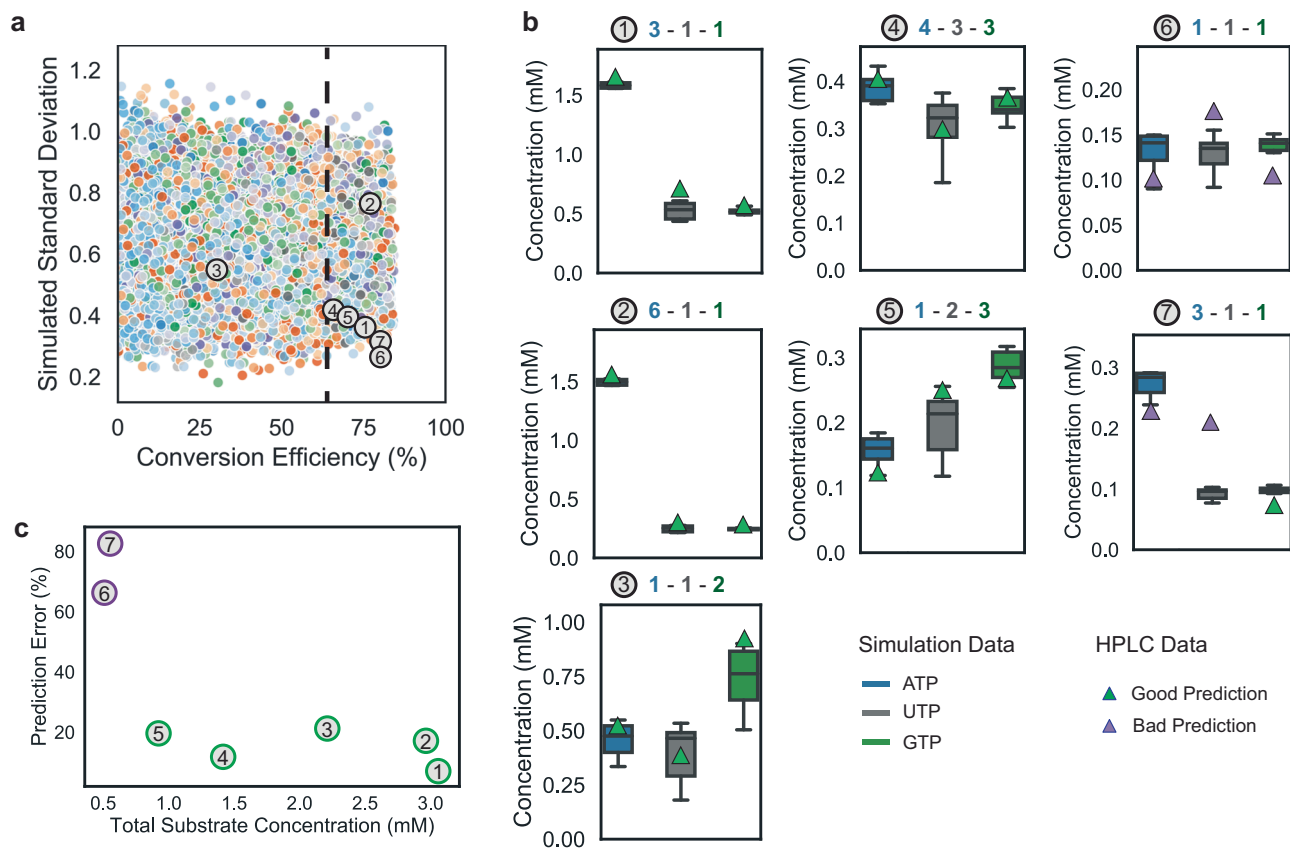 a
Simulated Standard Deviation
1.2
1.0
0.8
0.6
0.4
0.2
2
3
4
5
1
7
6
0
25
50
75
100
Conversion Efficiency (%)
b
1 3 - 1 - 1
Concentration (mM)
1.5
1.0
0.5
0.0
4 4 - 3 - 3
Concentration (mM)
0.4
0.3
0.2
0.1
0.0
6 1 - 1 - 1
Concentration (mM)
0.20
0.15
0.10
0.05
0.00
2 6 - 1 - 1
Concentration (mM)
1.5
1.0
0.5
0.0
5 1 - 2 - 3
Concentration (mM)
0.3
0.2
0.1
0.0
7 3 - 1 - 1
Concentration (mM)
0.3
0.2
0.1
0.0
3 1 - 1 - 2
Concentration (mM)
1.00
0.75
0.50
0.25
0.00
Simulation Data
ATP
UTP
GTP
HPLC Data
Good Prediction
Bad Prediction
c
Prediction Error (%)
80
60
40
20
7
6
5
4
3
2
1
0.5
1.0
1.5
2.0
2.5
3.0
Total Substrate Concentration (mM)